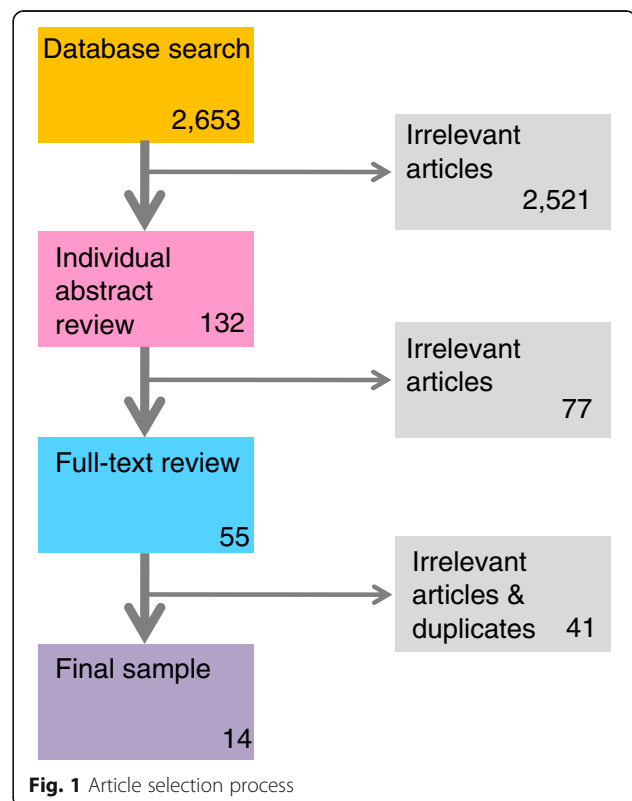 Database search
2,653
Irrelevant
articles
2,521
Individual
abstract
review 132
Irrelevant
articles
77
Full-text review
55
Irrelevant
articles &
duplicates 41
Final sample
14
Fig. 1 Article selection process